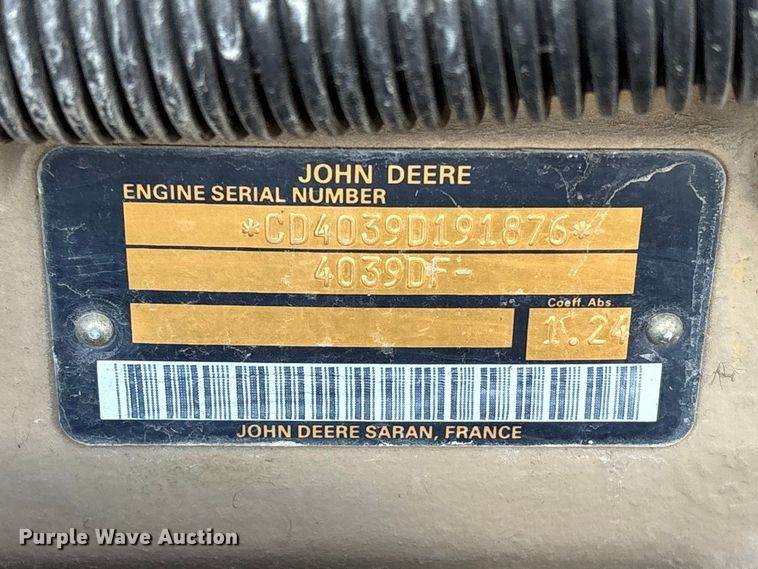 JOHN DEERE
ENGINE SERIAL NUMBER
*CD4039D191876*
4039DF-
Coeff. Abs.
1.24
JOHN DEERE SARAN, FRANCE
Purple Wave Auction